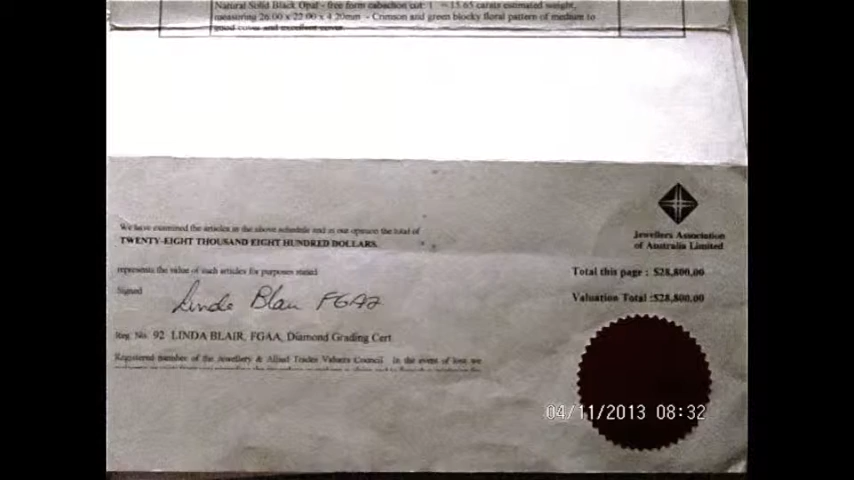 Natural Solid Black Opal - free form cabochon cut: 1 = 15.65 carats estimated weight,
measuring 26.00 x 22.00 x 4.20mm - Crimson and green blocky floral pattern of medium to
good
We have examined the articles in the above schedule and in our opinion the total of
TWENTY-EIGHT THOUSAND EIGHT HUNDRED DOLLARS.
Jewellers Association
of Australia Limited
represents the value of such articles for purposes stated
Total this page : $28,800.00
Signed
Linda Blair FGAA
Valuation Total :$28,800.00
Reg. No. 92 LINDA BLAIR, FGAA, Diamond Grading Cert
Registered member of the Jewellery & Allied Trades Valuers Council. In the event of loss we
04/11/2013 08:32